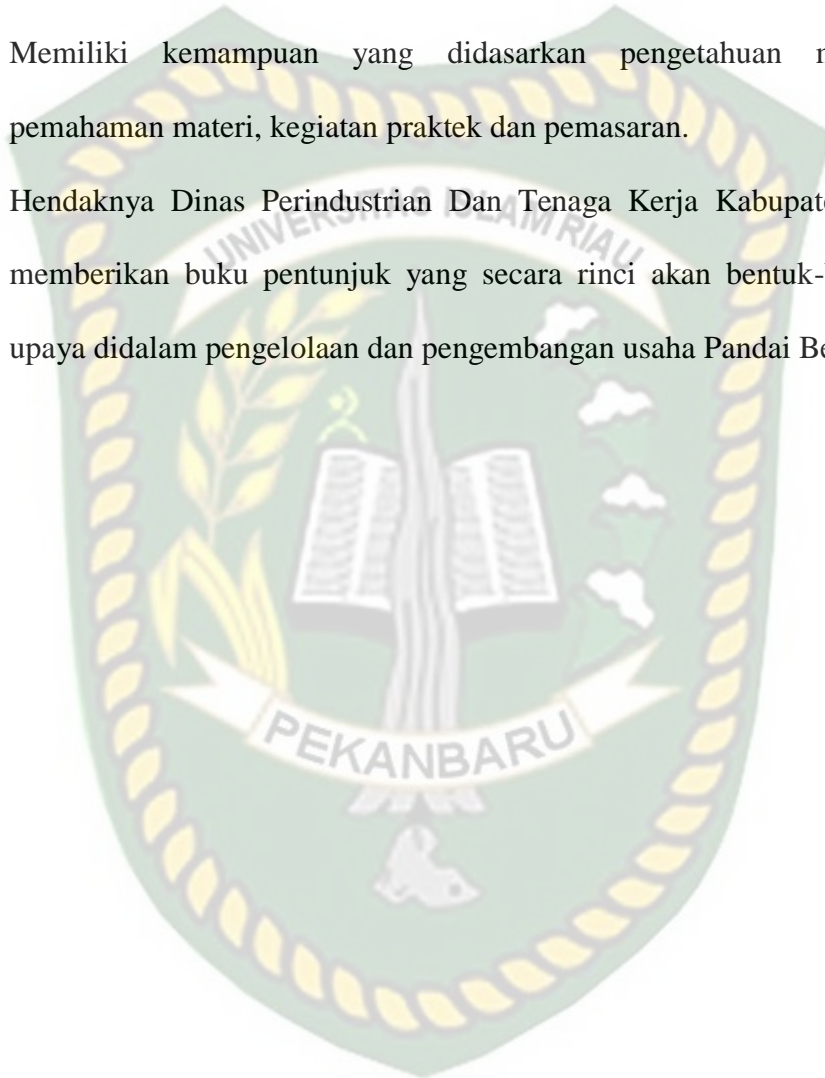 Memiliki kemampuan yang didasarkan pengetahuan
pemahaman materi, kegiatan praktek dan pemasaran.
Hendaknya Dinas Perindustrian Dan Tenaga Kerja
memberikan buku pentunjuk yang secara rinci akan
upaya didalam pengelolaan dan pengembangan usaha Pandai
UNIVERSITAS ISLAM RIAU
PEKANBARU